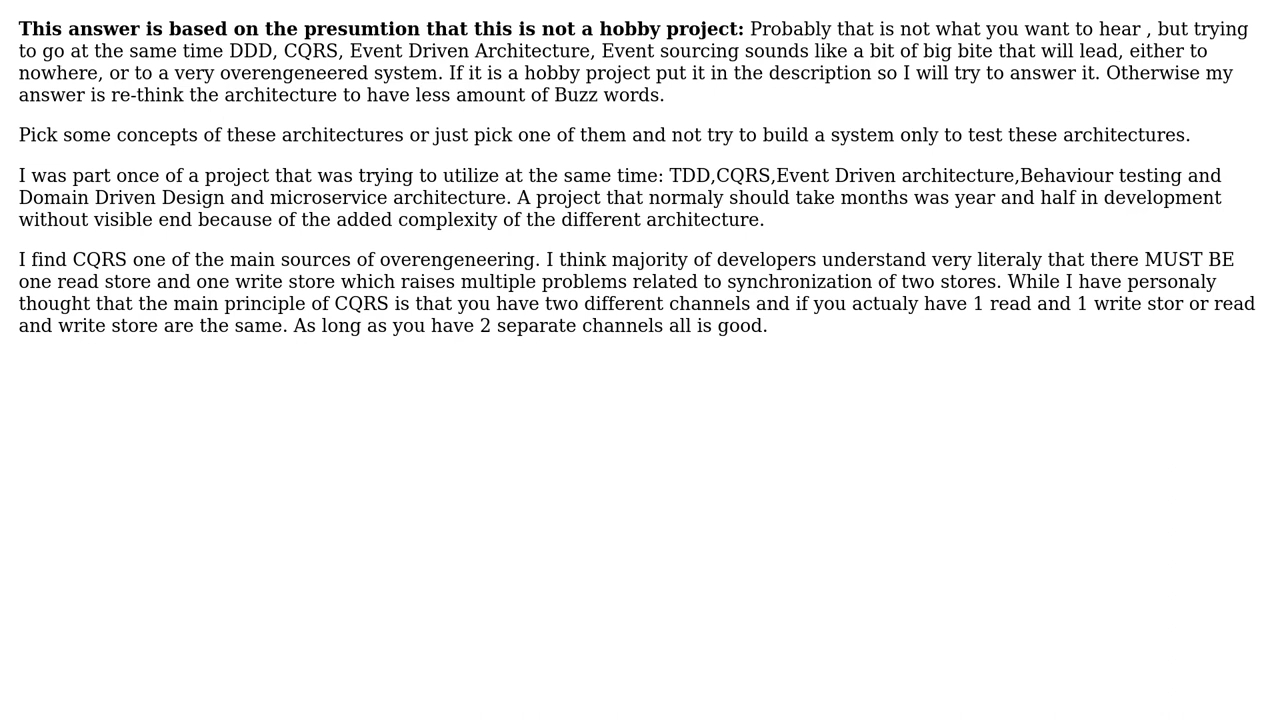 This answer is based on the presumtion that this is not a hobby project: Probably that is not what you want to hear , but trying
to go at the same time DDD, CQRS, Event Driven Architecture, Event sourcing sounds like a bit of big bite that will lead, either to
nowhere, or to a very overengeneered system. If it is a hobby project put it in the description so I will try to answer it. Otherwise my
answer is re-think the architecture to have less amount of Buzz words.
Pick some concepts of these architectures or just pick one of them and not try to build a system only to test these architectures.
I was part once of a project that was trying to utilize at the same time: TDD,CQRS,Event Driven architecture,Behaviour testing and
Domain Driven Design and microservice architecture. A project that normaly should take months was year and half in development
without visible end because of the added complexity of the different architecture.
I find CQRS one of the main sources of overengeneering. I think majority of developers understand very literaly that there MUST BE
one read store and one write store which raises multiple problems related to synchronization of two stores. While I have personaly
thought that the main principle of CQRS is that you have two different channels and if you actualy have 1 read and 1 write stor or read
and write store are the same. As long as you have 2 separate channels all is good.